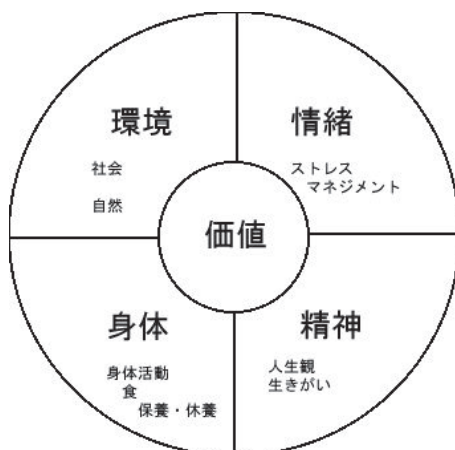 環境
社会
自然
情緒
ストレス
マネジメント
価値
身体
身体活動
食
保養・休養
精神
人生観
生きがい